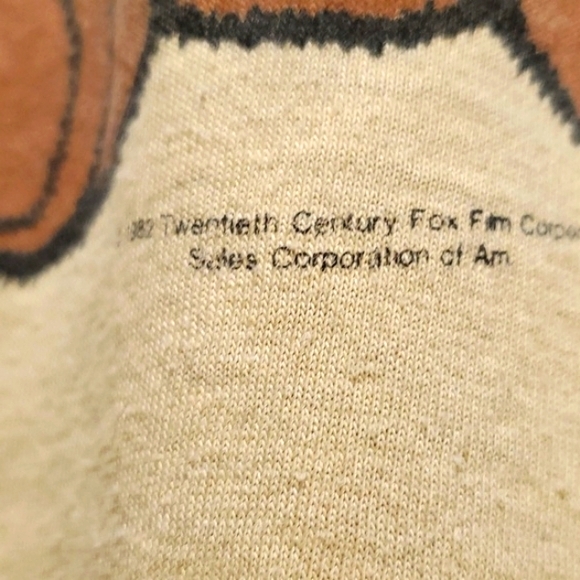 1982 Twentieth Century Fox Film Corpo
Sales Corporation of Am